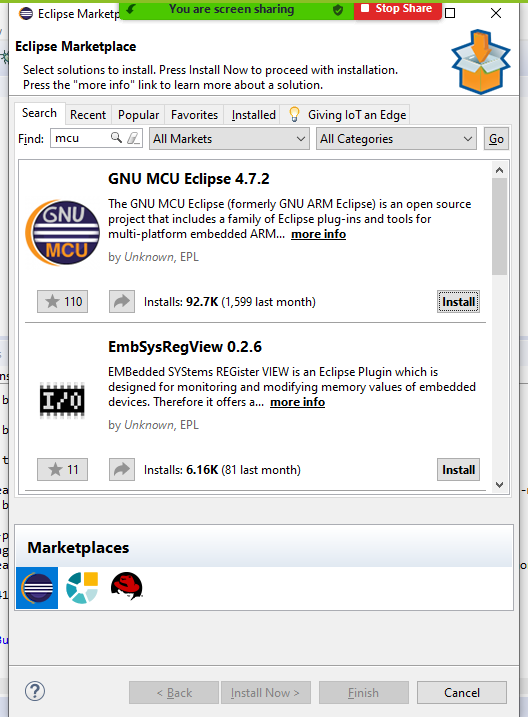 Eclipse Marketp
You are screen sharing
Stop Share
Eclipse Marketplace
Select solutions to install. Press Install Now to proceed with installation.
Press the "more info" link to learn more about a solution.
Search Recent Popular Favorites Installed Giving IoT an Edge
Find: mcu All Markets All Categories Go
GNU MCU Eclipse 4.7.2
GNU
MCU
The GNU MCU Eclipse (formerly GNU ARM Eclipse) is an open source
project that includes a family of Eclipse plug-ins and tools for
multi-platform embedded ARM... more info
by Unknown, EPL
110 Installs: 92.7K (1,599 last month) Install
EmbSysRegView 0.2.6
I/O
EMBedded SYStems REGister VIEW is an Eclipse Plugin which is
designed for monitoring and modifying memory values of embedded
devices. Therefore it offers a... more info
by Unknown, EPL
11 Installs: 6.16K (81 last month) Install
Marketplaces
? < Back Install Now > Finish Cancel